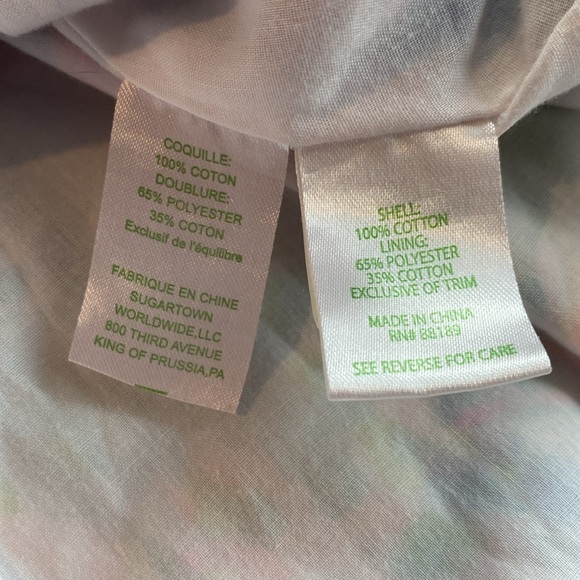 COQUILLE:
100% COTON
DOUBLURE:
65% POLYESTER
35% COTON
Exclusif de l'équilibre
FABRIQUE EN CHINE
SUGARTOWN
WORLDWIDE,LLC
800 THIRD AVENUE
KING OF PRUSSIA,PA
SHELL:
100% COTTON
LINING:
65% POLYESTER
35% COTTON
EXCLUSIVE OF TRIM
MADE IN CHINA
RN# 88189
SEE REVERSE FOR CARE